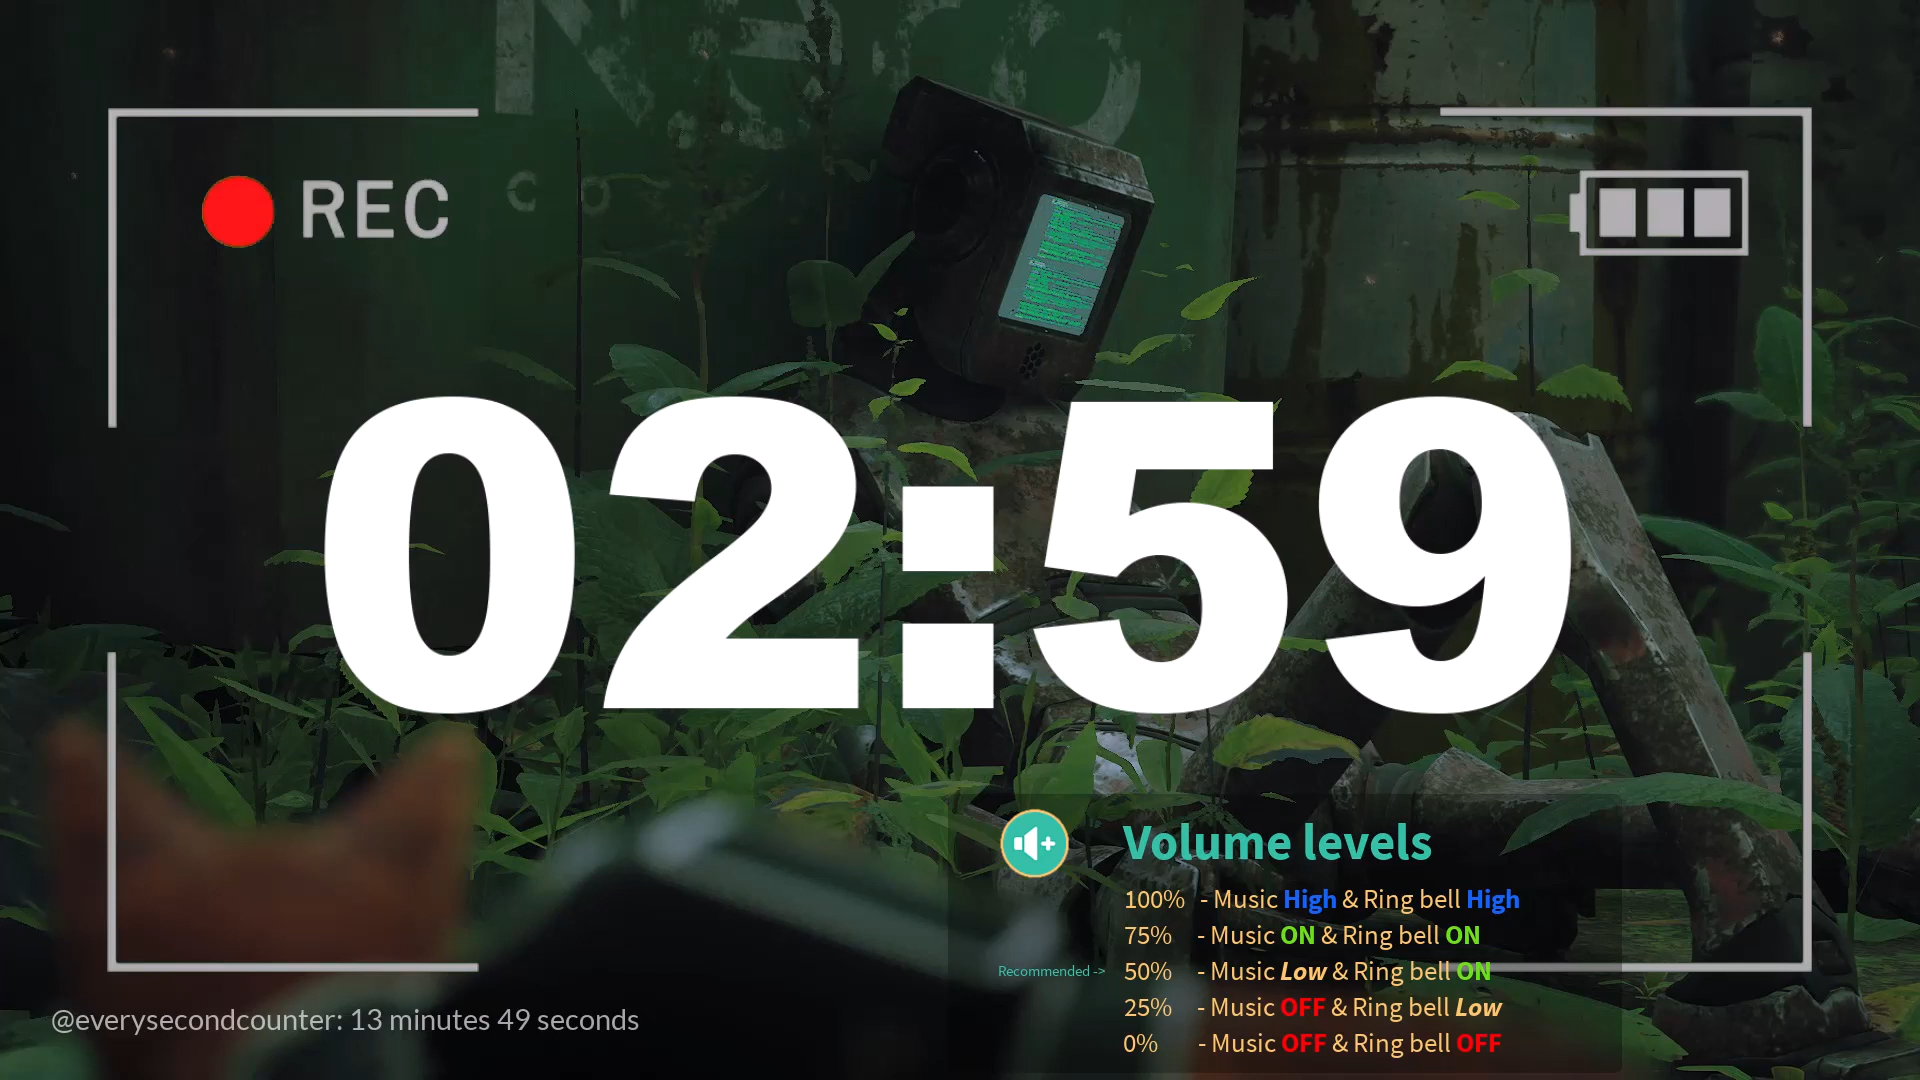 REC
02:59
Volume levels
100% - Music High & Ring bell High
75% - Music ON & Ring bell ON
Recommended -> 50% - Music Low & Ring bell ON
25% - Music OFF & Ring bell Low
0% - Music OFF & Ring bell OFF
@everysecondcounter: 13 minutes 49 seconds